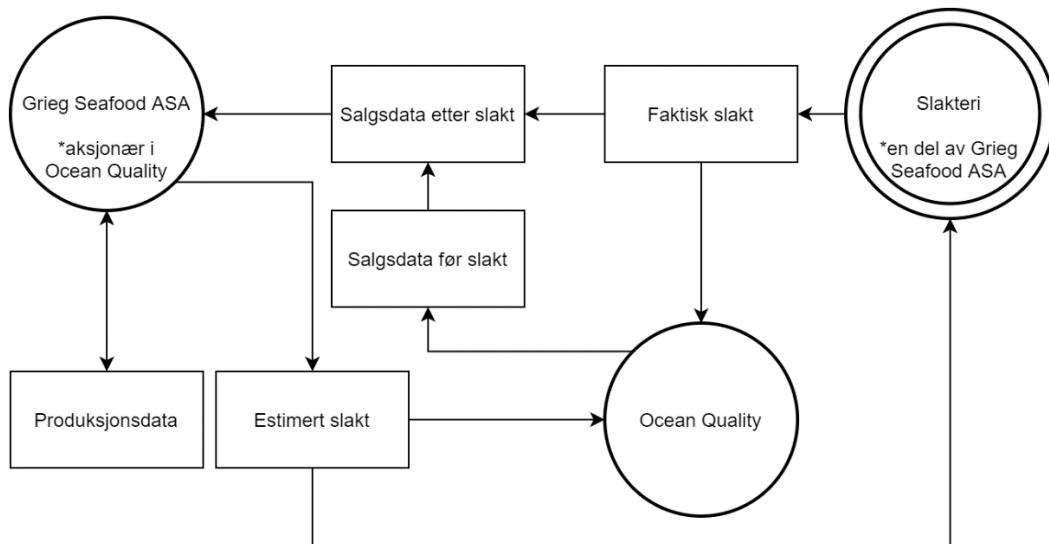 Grieg Seafood ASA
*aksjonær i
Ocean Quality
Salgsdata etter slakt
Faktisk slakt
Slakteri
*en del av Grieg
Seafood ASA
Salgsdata før slakt
Produksjonsdata
Estimert slakt
Ocean Quality